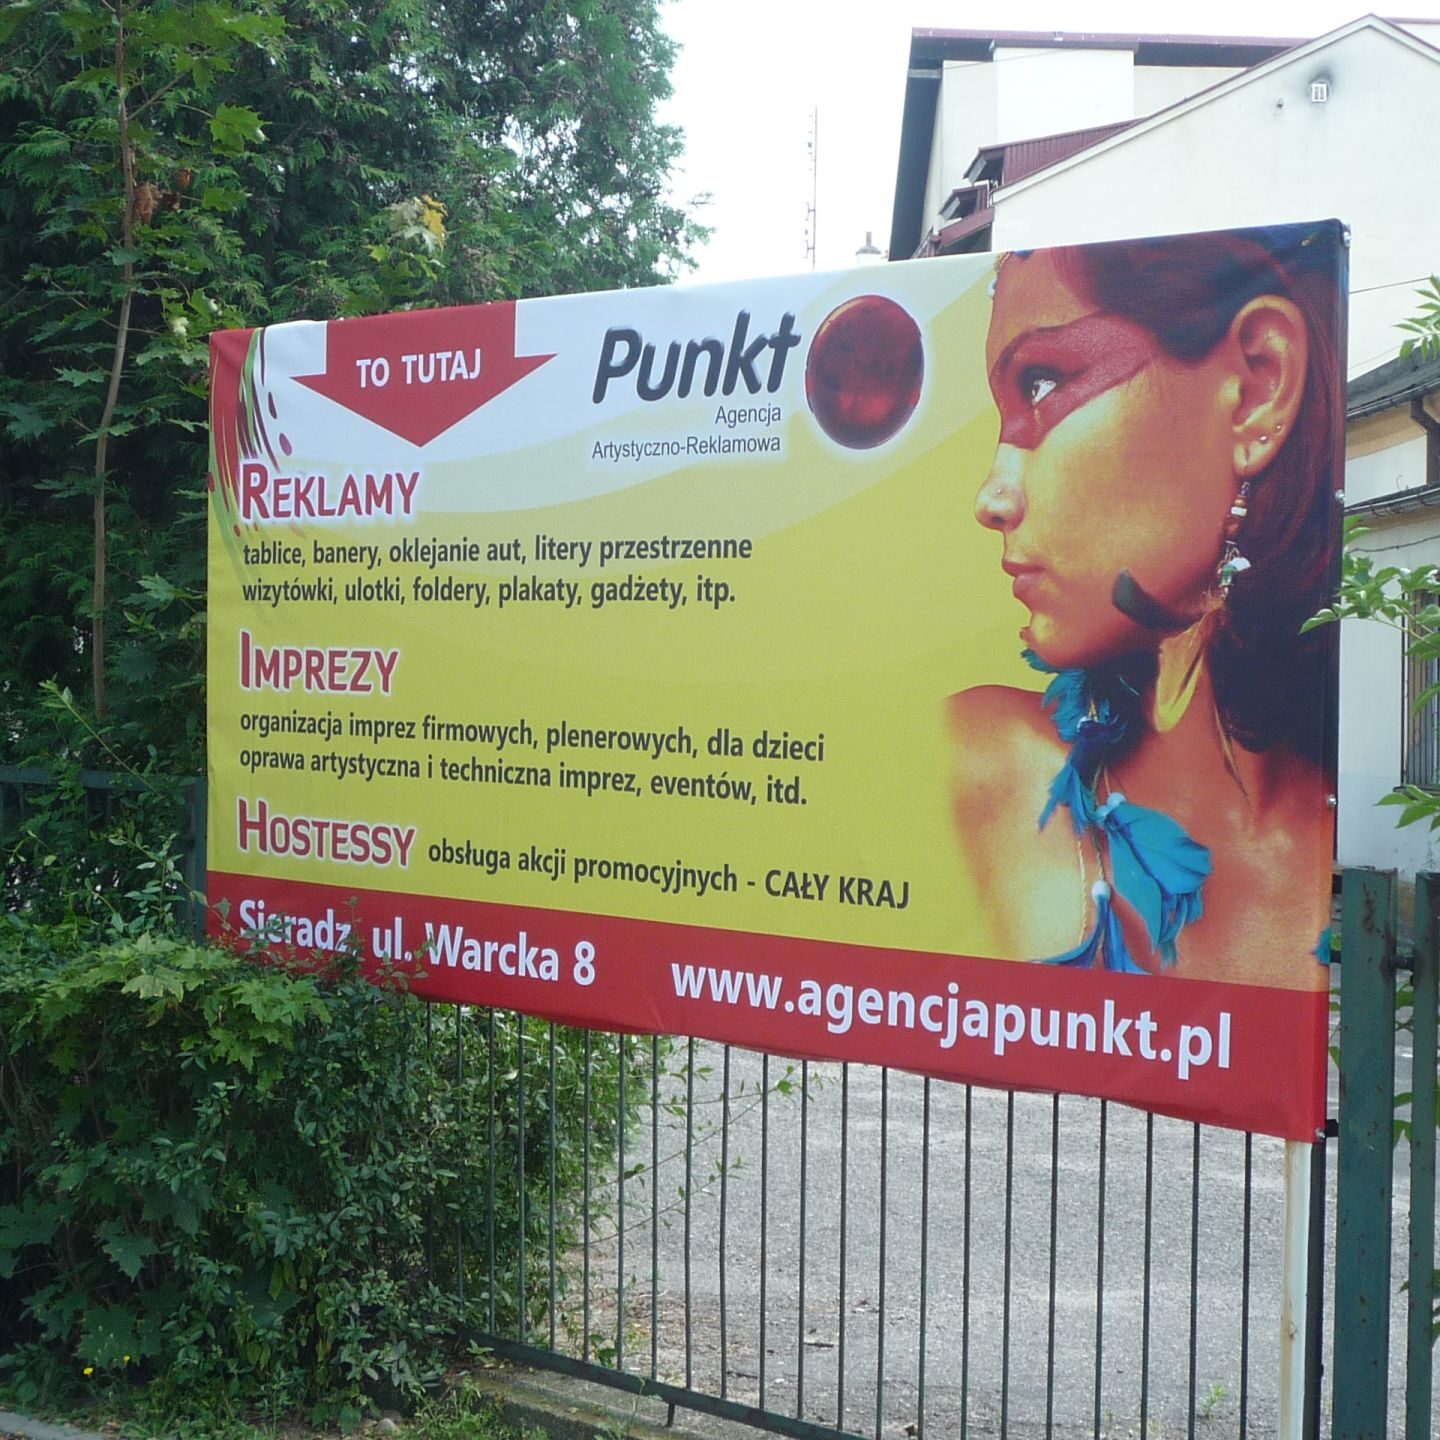 TO TUTAJ
Punkt
Agencja
Artystyczno-Reklamowa
REKLAMY
tablice, banery, oklejanie aut, litery przestrzenne
wizytówki, ulotki, foldery, plakaty, gadżety, itp.
IMPREZY
organizacja imprez firmowych, plenerowych, dla dzieci
oprawa artystyczna i techniczna imprez, eventów, itd.
HOSTESSY obsługa akcji promocyjnych - CAŁY KRAJ
Sieradz, ul. Warcka 8 www.agencjapunkt.pl